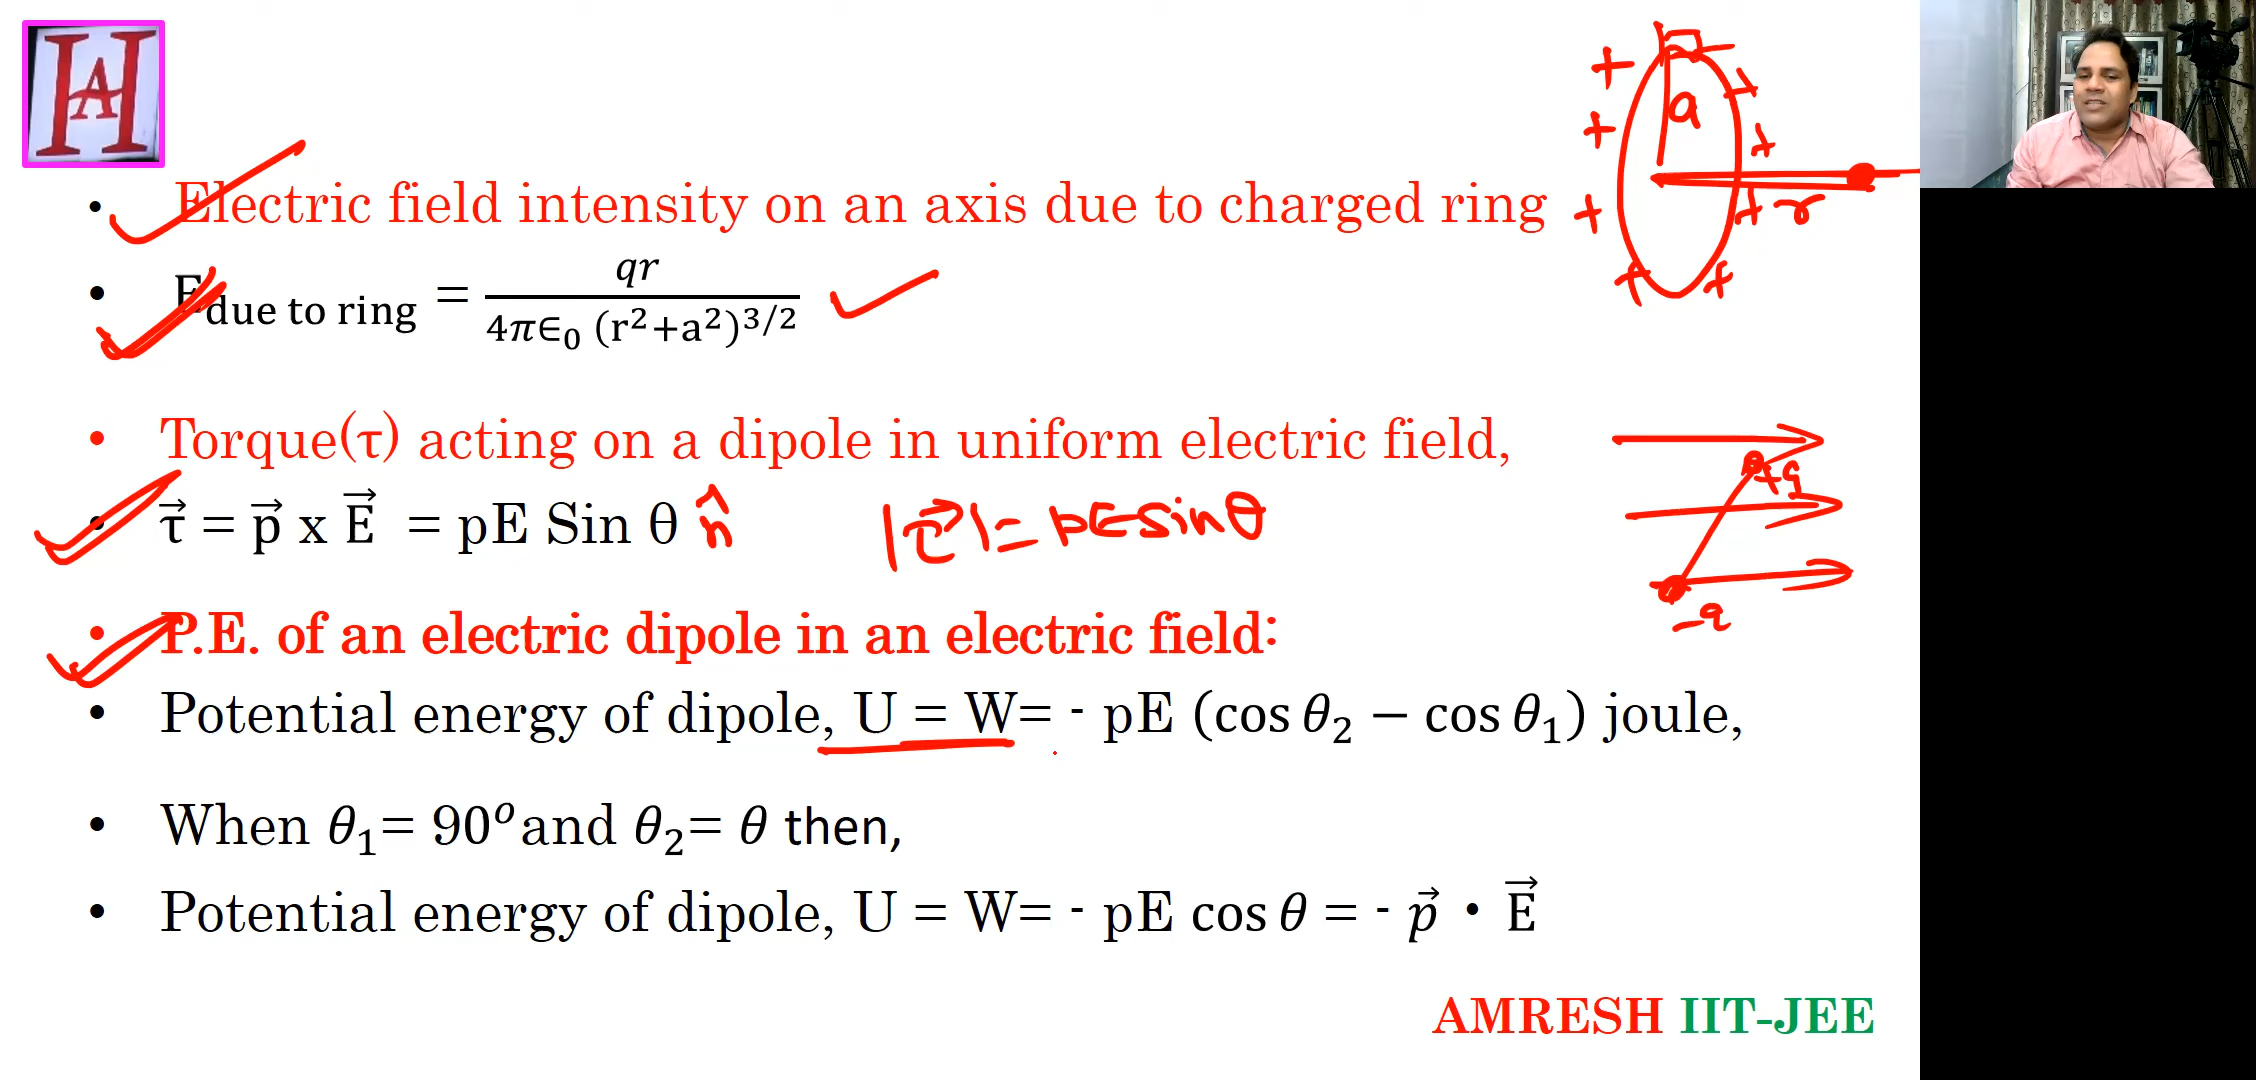 HA
• Electric field intensity on an axis due to charged ring
• E_due to ring = qr / 4π∈₀ (r²+a²)^3/2
+ + + + + + + + +
a
r
• Torque(τ) acting on a dipole in uniform electric field,
• τ⃗ = p⃗ x E⃗ = pE Sin θ n̂ |τ⃗| = pE sinθ
+q
-q
• P.E. of an electric dipole in an electric field:
• Potential energy of dipole, U = W= - pE (cos θ₂ − cos θ₁) joule,
• When θ₁= 90° and θ₂= θ then,
• Potential energy of dipole, U = W= - pE cos θ = - p⃗ • E⃗
AMRESH IIT-JEE